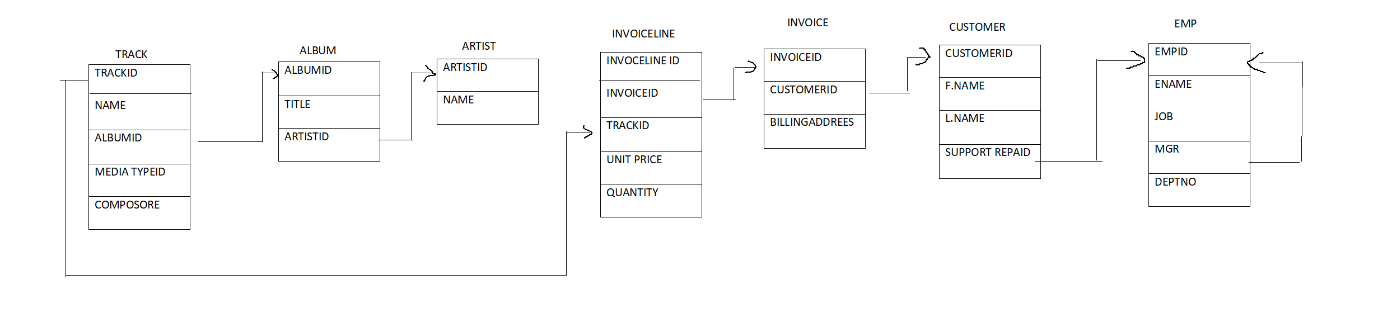 TRACK
TRACKID
NAME
ALBUMID
MEDIA TYPEID
COMPOSORE
ALBUM
ALBUMID
TITLE
ARTISTID
ARTIST
ARTISTID
NAME
INVOICELINE
INVOCELINE ID
INVOICEID
TRACKID
UNIT PRICE
QUANTITY
INVOICE
INVOICEID
CUSTOMERID
BILLINGADDREES
CUSTOMER
CUSTOMERID
F.NAME
L.NAME
SUPPORT REPAID
EMP
EMPID
ENAME
JOB
MGR
DEPTNO